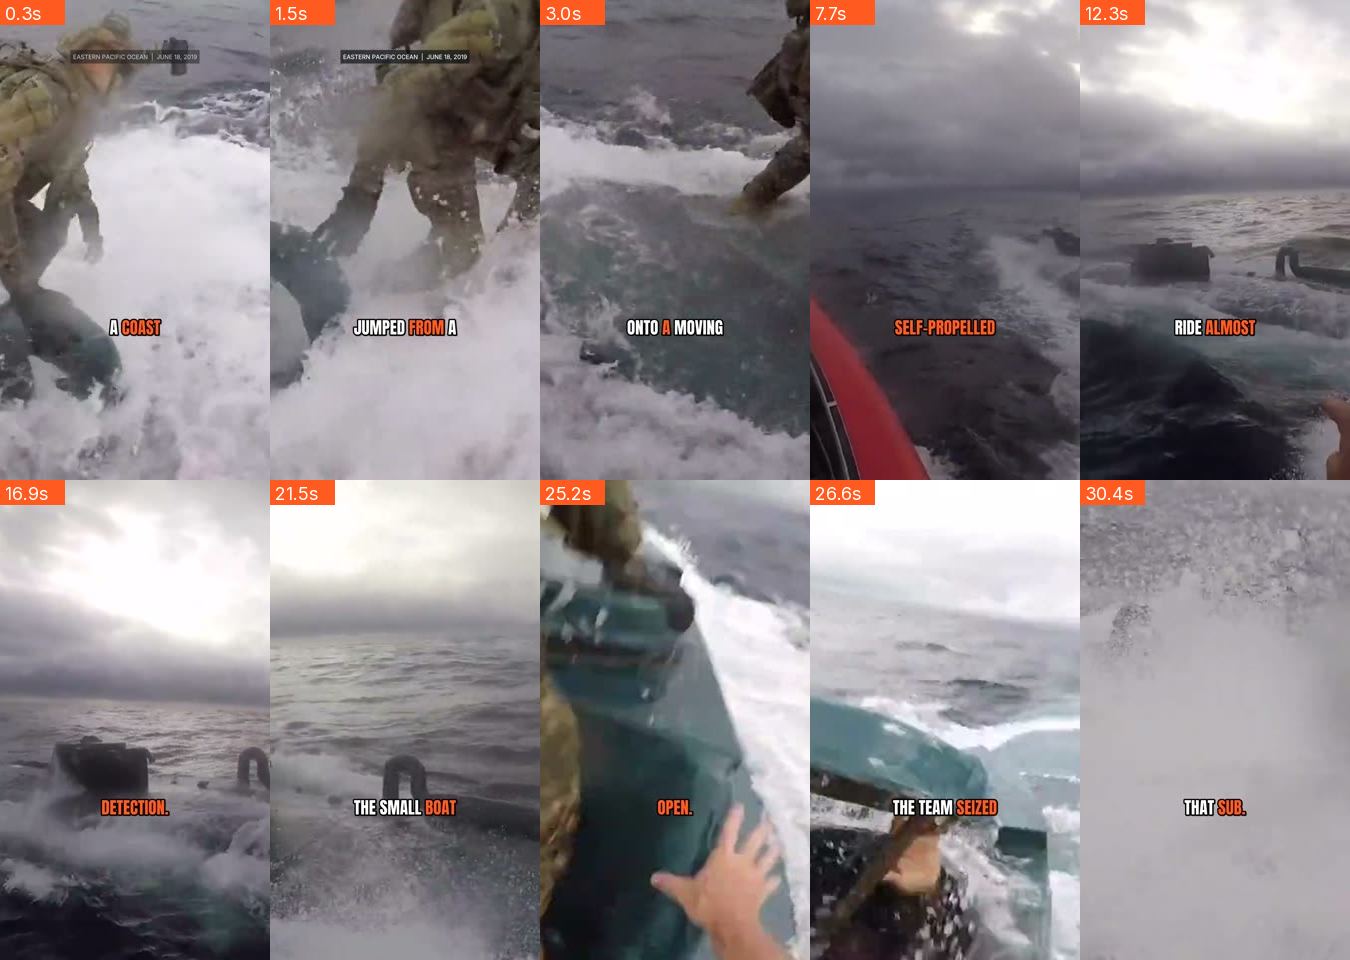 0.3s
EASTERN PACIFIC OCEAN | JUNE 18, 2019
A COAST
1.5s
EASTERN PACIFIC OCEAN | JUNE 18, 2019
JUMPED FROM A
3.0s
ONTO A MOVING
7.7s
SELF-PROPELLED
12.3s
RIDE ALMOST
16.9s
DETECTION.
21.5s
THE SMALL BOAT
25.2s
OPEN.
26.6s
THE TEAM SEIZED
30.4s
THAT SUB.